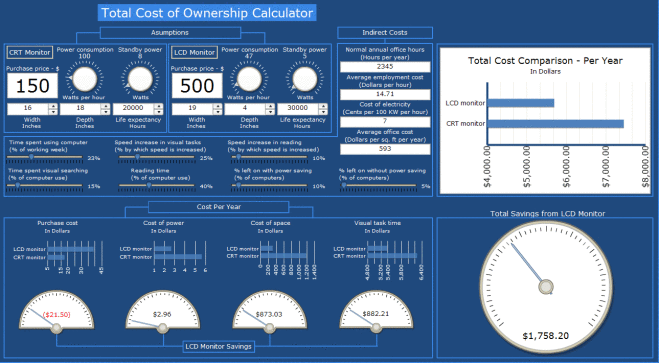 Total Cost of Ownership Calculator
Asumptions
Indirect Costs
CRT Monitor
Power consumption
100
Standby power
8
Purchase price - $
150
Watts per hour
Watts
16
18
20000
Width
Inches
Depth
Inches
Life expectancy
Hours
LCD Monitor
Power consumption
47
Standby power
5
Purchase price - $
500
Watts per hour
Watts
19
4
30000
Width
Inches
Depth
Inches
Life expectancy
Hours
Normal annual office hours
(Hours per year)
2345
Average employment cost
(Dollars per hour)
14.71
Cost of electricity
(Cents per 100 KW per hour)
7
Average office cost
(Dollars per sq. ft per year)
593
Time spent using computer
(% of working week)
33%
Speed increase in visual tasks
(% by which speed is increased)
25%
Speed increase in reading
(% by which speed is increased)
10%
Time spent visual searching
(% of computer use)
15%
Reading time
(% of computer use)
40%
% left on with power saving
(% of computers)
10%
% left on without power saving
(% of computers)
5%
Total Cost Comparison - Per Year
In Dollars
LCD monitor
CRT monitor
$4,000.00
$5,000.00
$6,000.00
$7,000.00
$8,000.00
Cost Per Year
Purchase cost
In Dollars
LCD monitor
CRT monitor
5
15
30
45
Cost of power
In Dollars
LCD monitor
CRT monitor
1 2 3 4 5 6
Cost of space
In Dollars
LCD monitor
CRT monitor
0
200
400
600
800
1,000
1,200
1,400
Visual task time
In Dollars
LCD monitor
CRT monitor
4,800
5,200
5,600
6,400
($21.50)
$2.96
$873.03
$882.21
LCD Monitor Savings
Total Savings from LCD Monitor
$1,758.20